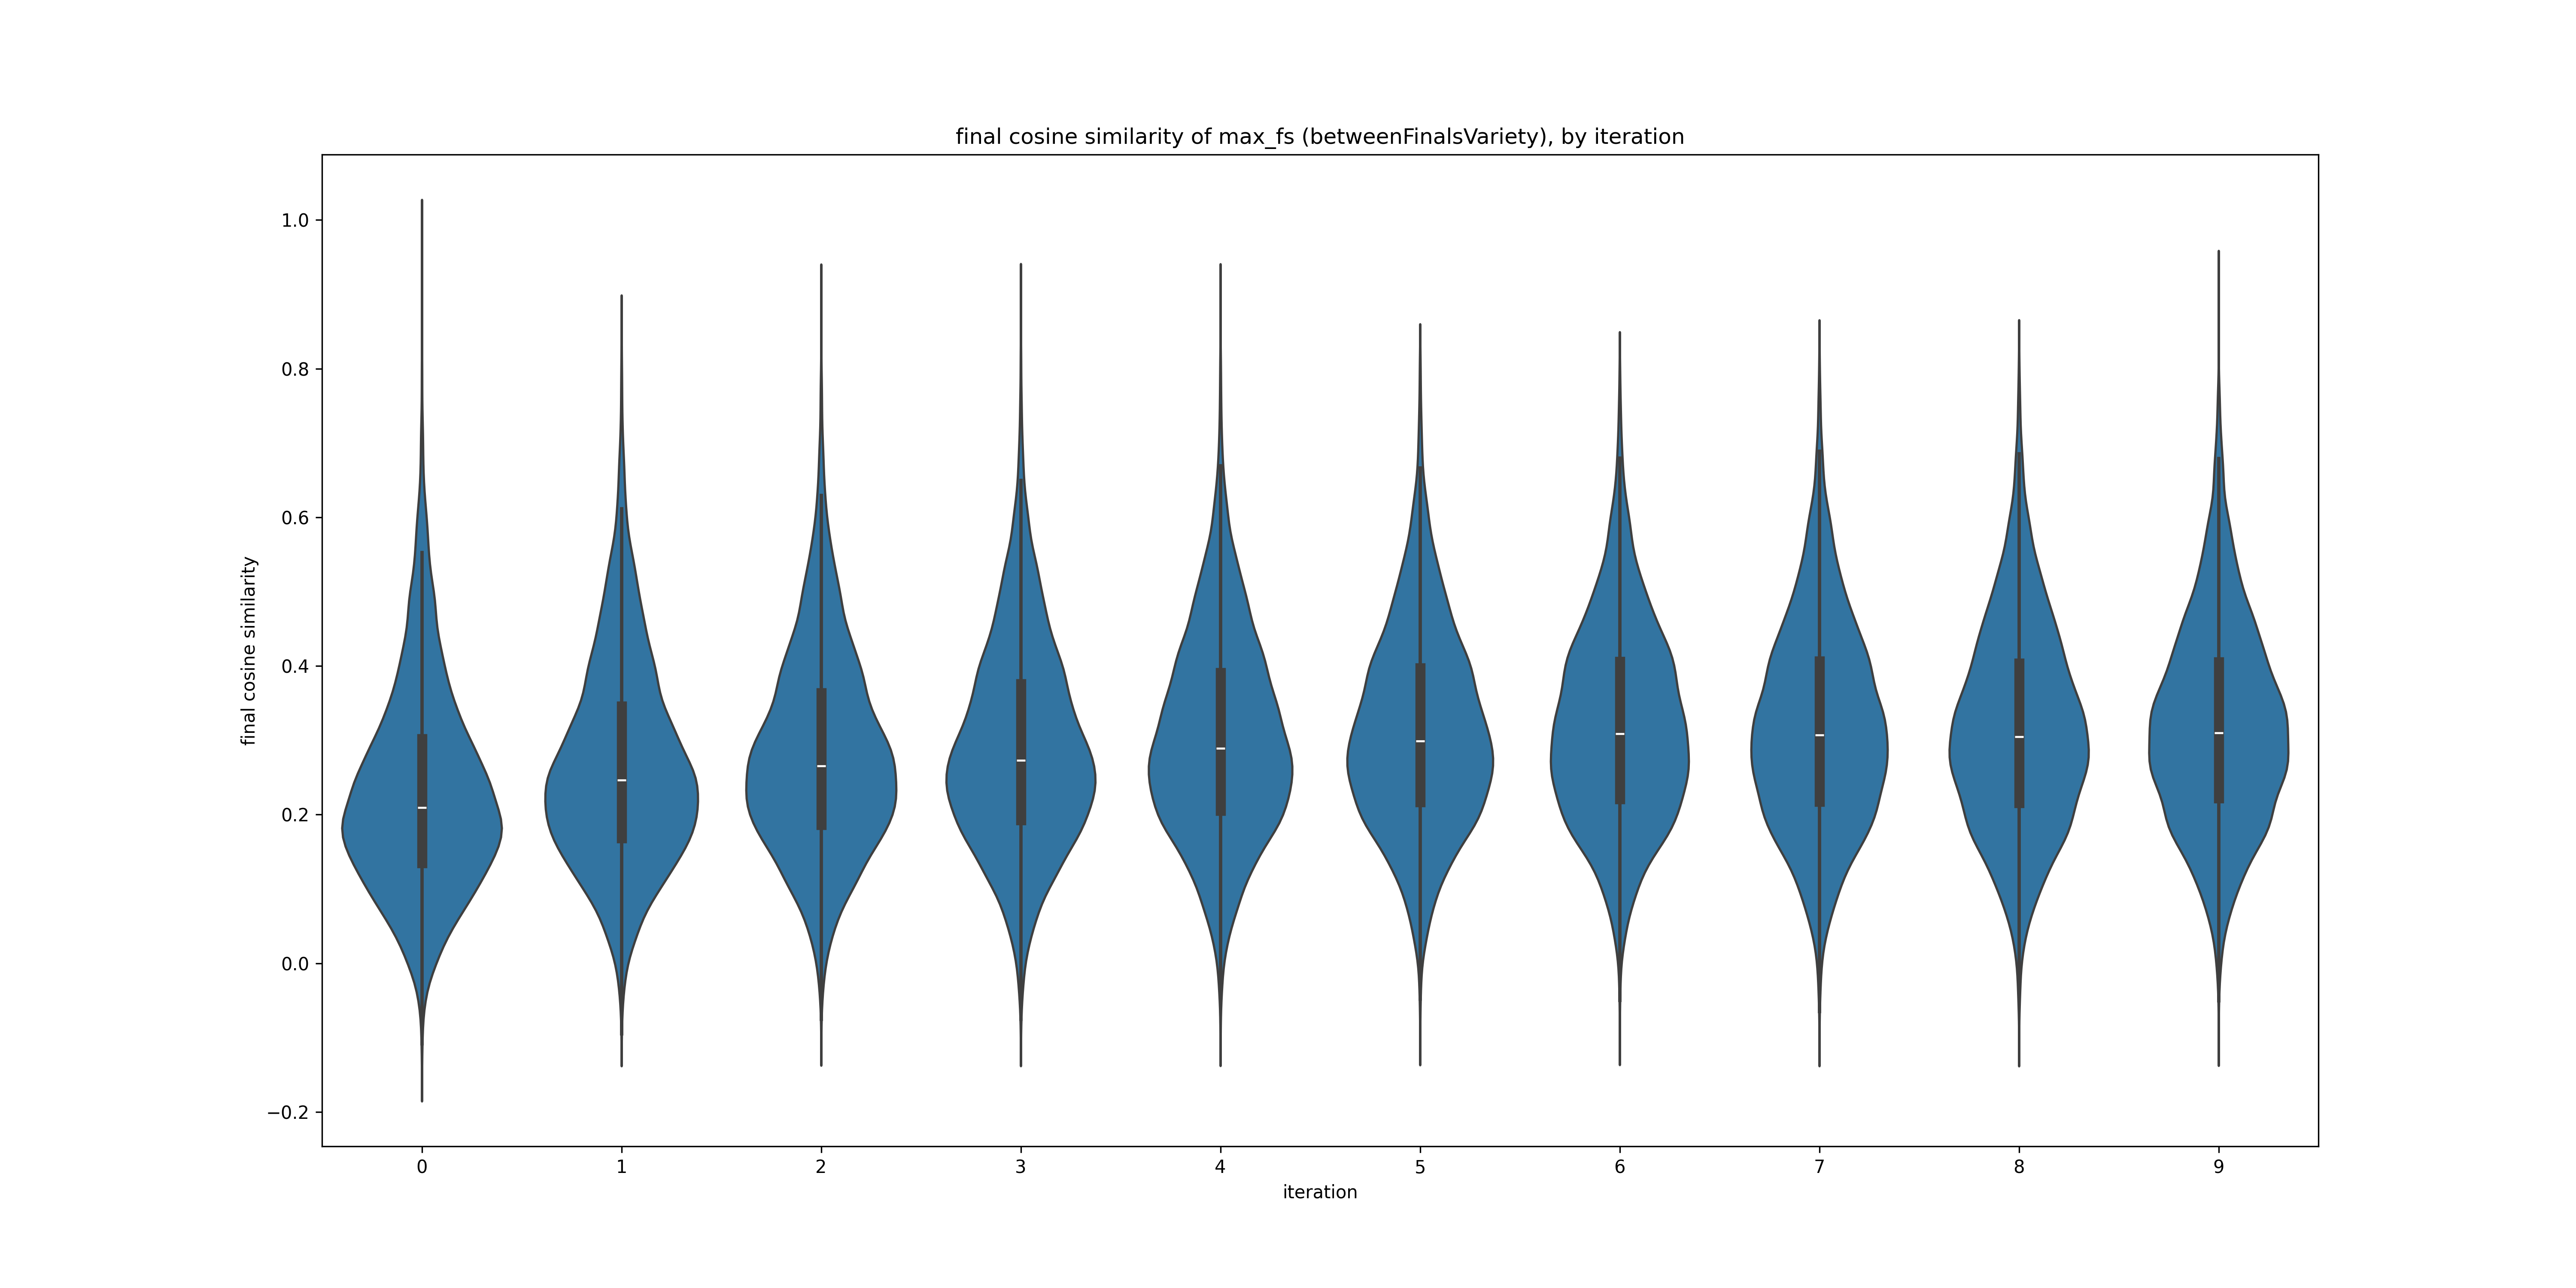 final cosine similarity of max_fs (betweenFinalsVariety), by iteration
1.0
0.8
0.6
0.4
0.2
0.0
−0.2
final cosine similarity
0 1 2 3 4 5 6 7 8 9
iteration